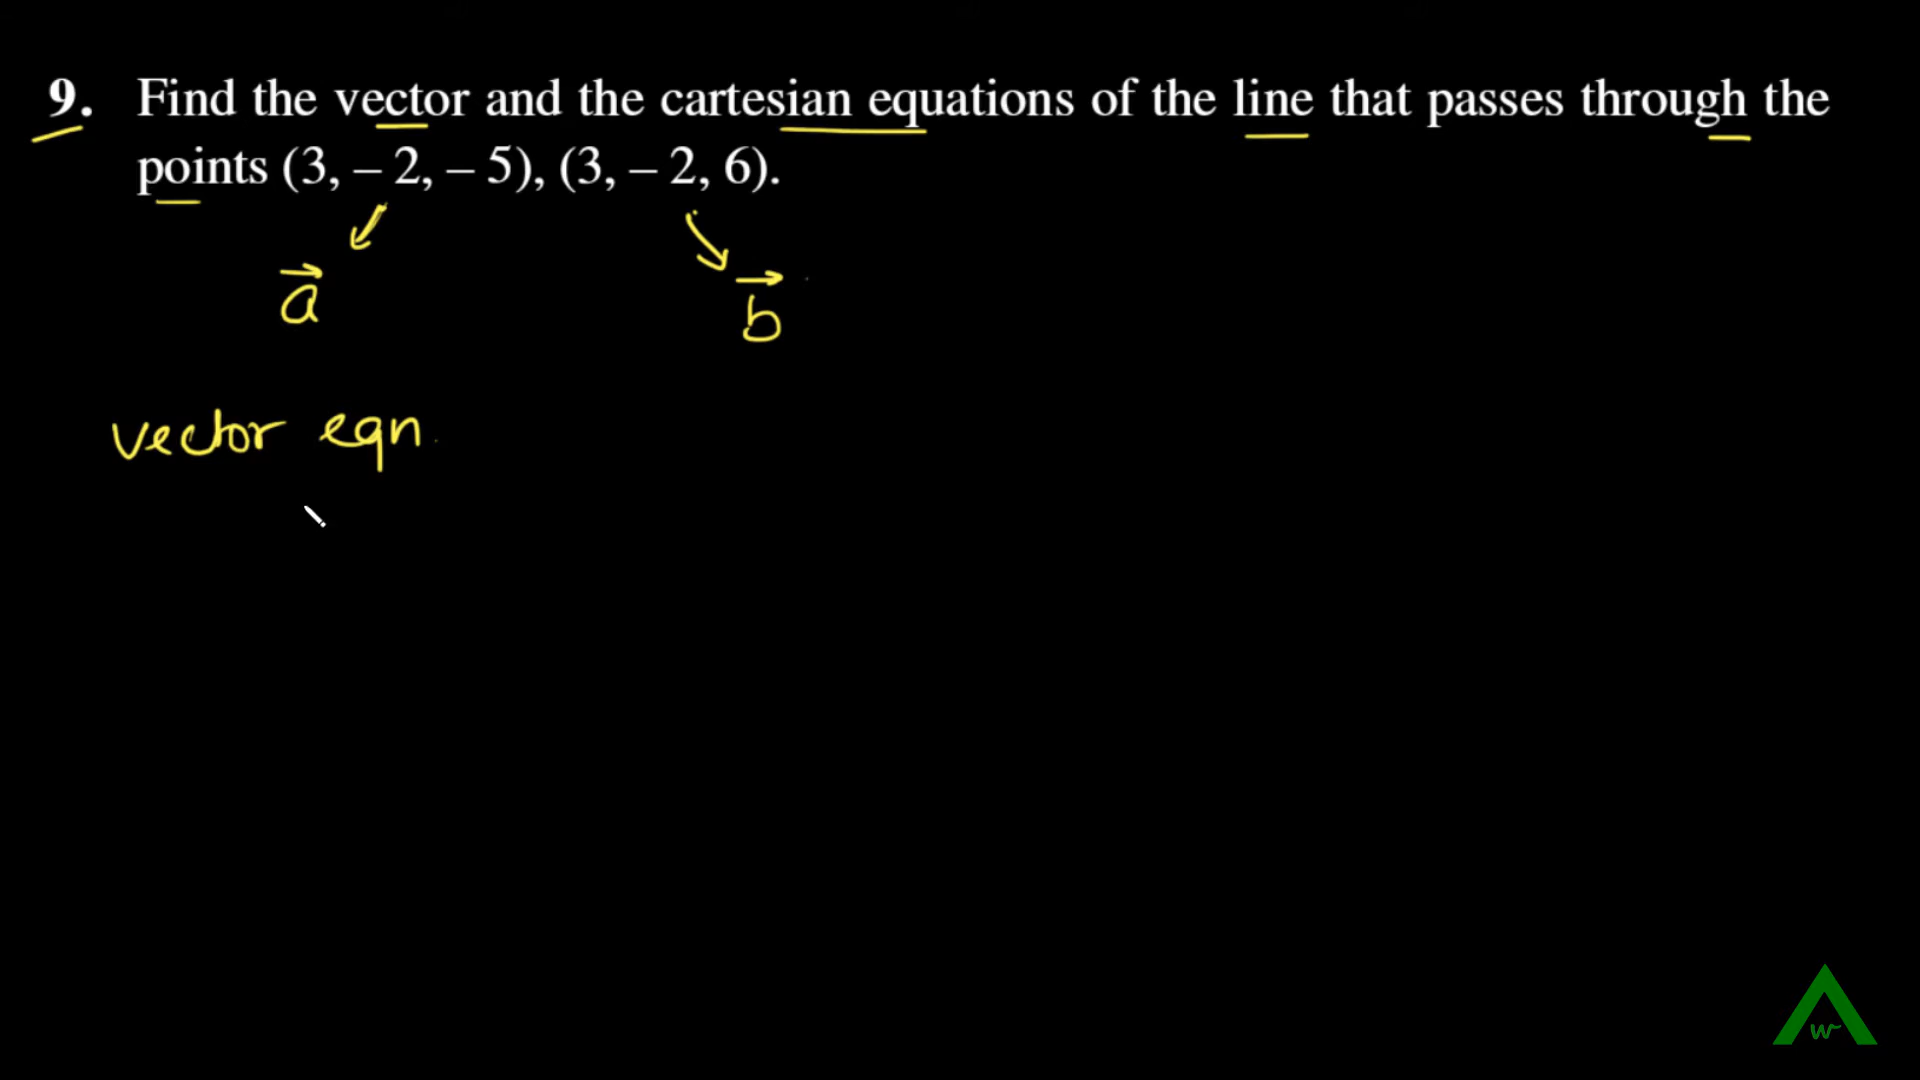 9. Find the vector and the cartesian equations of the line that passes through the
points (3, – 2, – 5), (3, – 2, 6).
a⃗ b⃗
vector eqn.
w